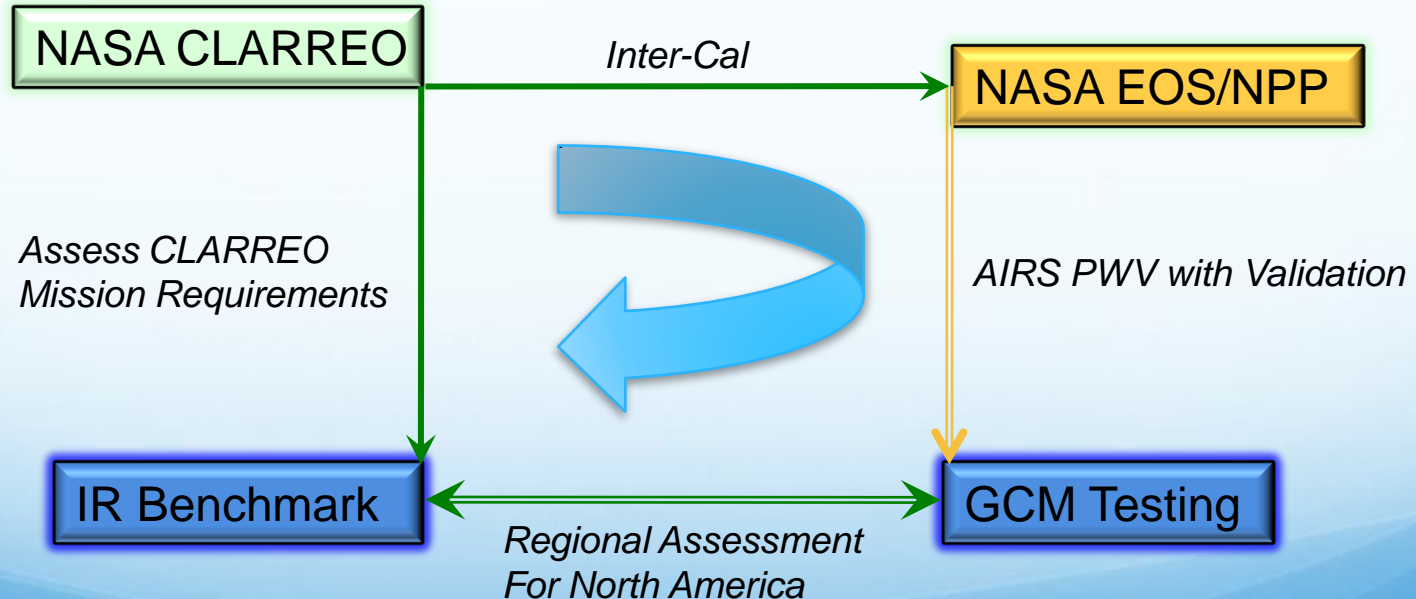 NASA CLARREO
Inter-Cal
NASA EOS/NPP
Assess CLARREO
Mission Requirements
AIRS PWV with Validation
IR Benchmark
GCM Testing
Regional Assessment
For North America